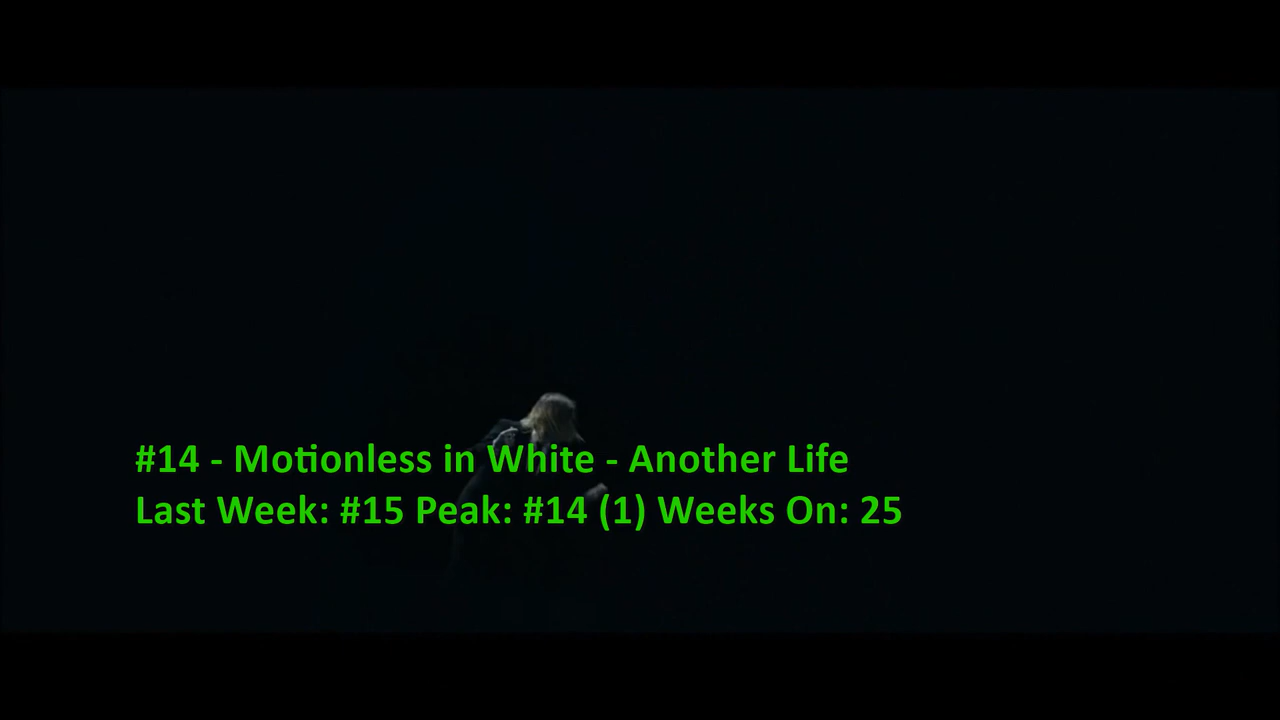 #14 - Motionless in White - Another Life
Last Week: #15 Peak: #14 (1) Weeks On: 25